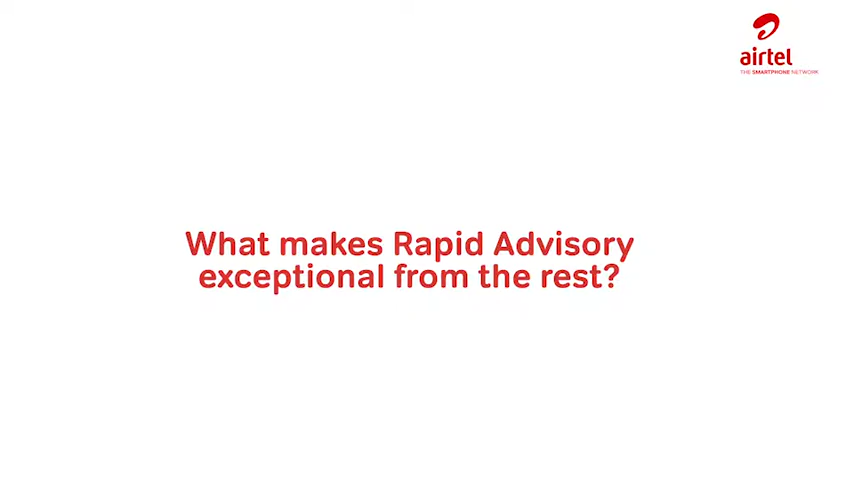 airtel
THE SMARTPHONE NETWORK
What makes Rapid Advisory
exceptional from the rest?